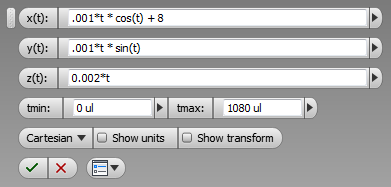 x(t): .001*t * cos(t) + 8
y(t): .001*t * sin(t)
z(t): 0.002*t
tmin: 0 ul tmax: 1080 ul
Cartesian Show units Show transform